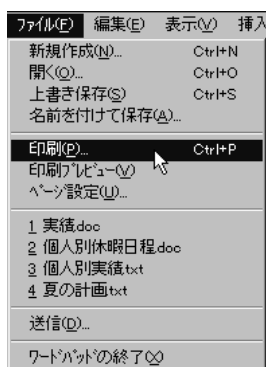 ファイル(F) 編集(E) 表示(V) 挿入
新規作成(N)... Ctrl+N
開く(O)... Ctrl+O
上書き保存(S) Ctrl+S
名前を付けて保存(A)...
印刷(P)... Ctrl+P
印刷ﾌﾟﾚﾋﾞｭｰ(V)
ﾍﾟｰｼﾞ設定(U)...
1 実績.doc
2 個人別休暇日程.doc
3 個人別実績.txt
4 夏の計画.txt
送信(D)...
ﾜｰﾄﾞﾊﾟｯﾄﾞの終了(X)